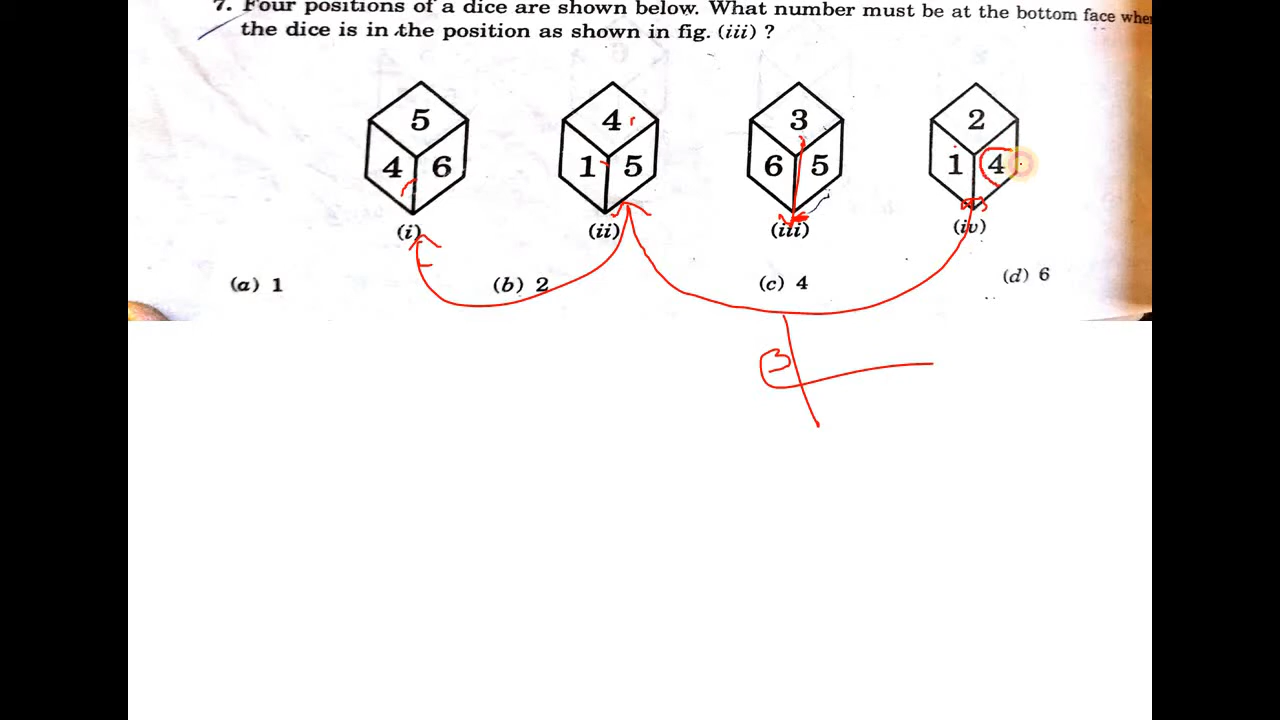 7. Four positions of a dice are shown below. What number must be at the bottom face whe
the dice is in the position as shown in fig. (iii) ?
5 4 3 2
4 6 1 5 6 5 1 4
(i) (ii) (iii) (iv)
(a) 1 (b) 2 (c) 4 (d) 6
3